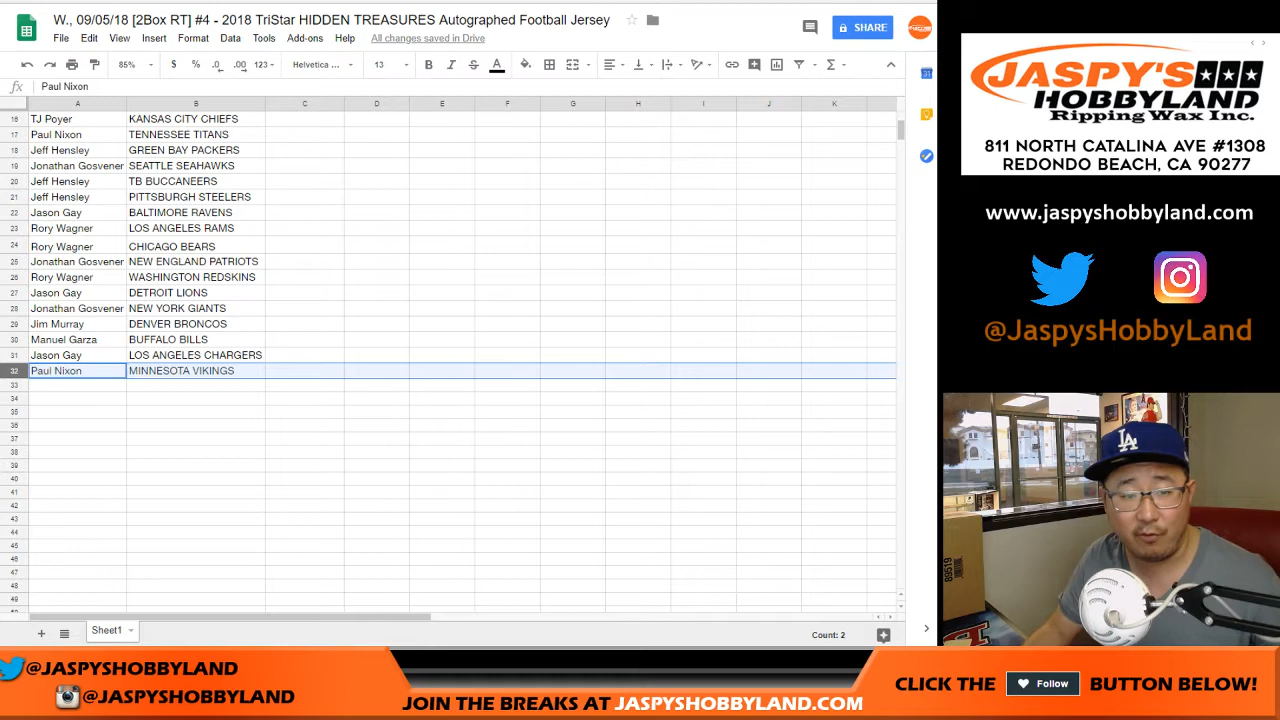 W., 09/05/18 [2Box RT] #4 - 2018 TriStar HIDDEN TREASURES Autographed Football Jersey
SHARE
File Edit View Insert Format Data Tools Add-ons Help All changes saved in Drive
85% $ % .0 .00 123 Helvetica ... 13 B I S A
fx Paul Nixon
A B C D E F G H I J K
16 TJ Poyer KANSAS CITY CHIEFS
17 Paul Nixon TENNESSEE TITANS
18 Jeff Hensley GREEN BAY PACKERS
19 Jonathan Gosvener SEATTLE SEAHAWKS
20 Jeff Hensley TB BUCCANEERS
21 Jeff Hensley PITTSBURGH STEELERS
22 Jason Gay BALTIMORE RAVENS
23 Rory Wagner LOS ANGELES RAMS
24 Rory Wagner CHICAGO BEARS
25 Jonathan Gosvener NEW ENGLAND PATRIOTS
26 Rory Wagner WASHINGTON REDSKINS
27 Jason Gay DETROIT LIONS
28 Jonathan Gosvener NEW YORK GIANTS
29 Jim Murray DENVER BRONCOS
30 Manuel Garza BUFFALO BILLS
31 Jason Gay LOS ANGELES CHARGERS
32 Paul Nixon MINNESOTA VIKINGS
33
34
35
36
37
38
39
40
41
42
43
44
45
46
47
48
49
Sheet1
Count: 2
JASPY'S
HOBBYLAND
Ripping Wax Inc.
811 NORTH CATALINA AVE #1308
REDONDO BEACH, CA 90277
www.jaspyshobbyland.com
@JaspysHobbyLand
LA
@JASPYSHOBBYLAND
@JASPYSHOBBYLAND
JOIN THE BREAKS AT JASPYSHOBBYLAND.COM
CLICK THE Follow BUTTON BELOW!